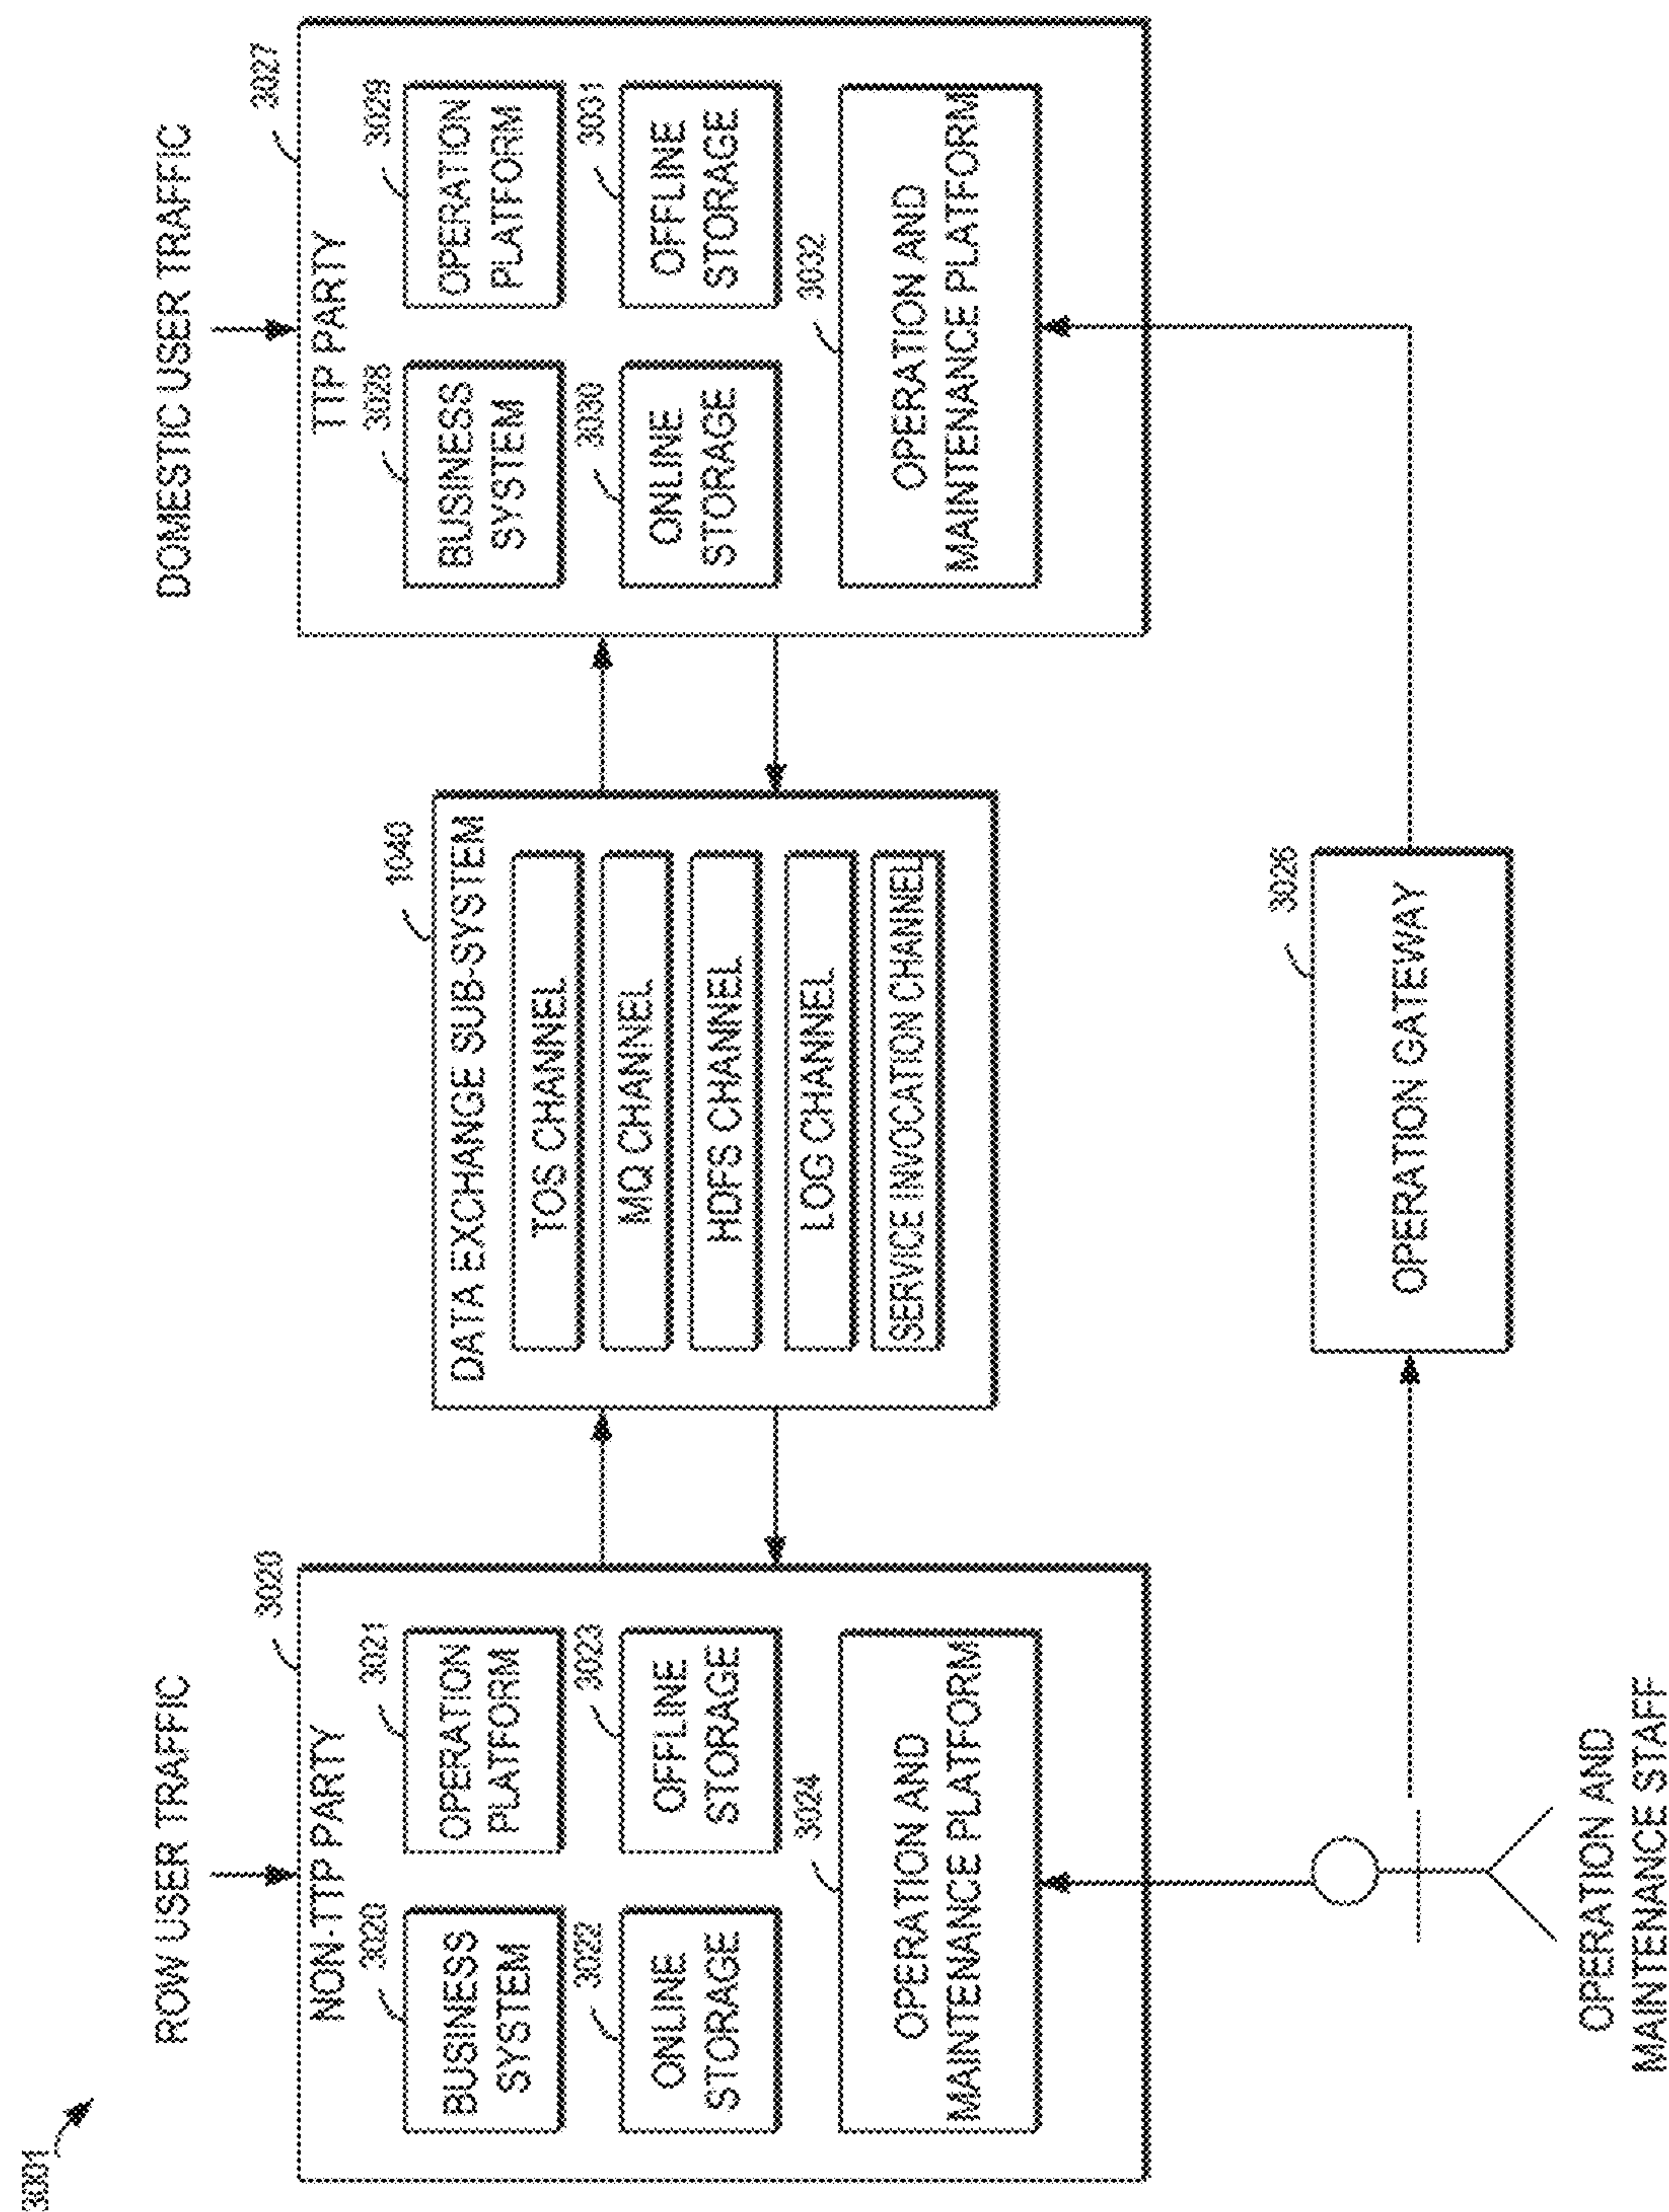 3001
ROW USER TRAFFIC
NON-TTP PARTY
3020
BUSINESS
SYSTEM
3020
OPERATION
PLATFORM
3021
ONLINE
STORAGE
3022
OFFLINE
STORAGE
3023
OPERATION AND
MAINTENANCE PLATFORM
3024
OPERATION AND
MAINTENANCE STAFF
DATA EXCHANGE SUB-SYSTEM
1040
TOS CHANNEL
MQ CHANNEL
HDFS CHANNEL
LOG CHANNEL
SERVICE INVOCATION CHANNEL
OPERATION GATEWAY
3026
DOMESTIC USER TRAFFIC
TTP PARTY
3027
BUSINESS
SYSTEM
3028
OPERATION
PLATFORM
3029
ONLINE
STORAGE
3030
OFFLINE
STORAGE
3031
OPERATION AND
MAINTENANCE PLATFORM
3032